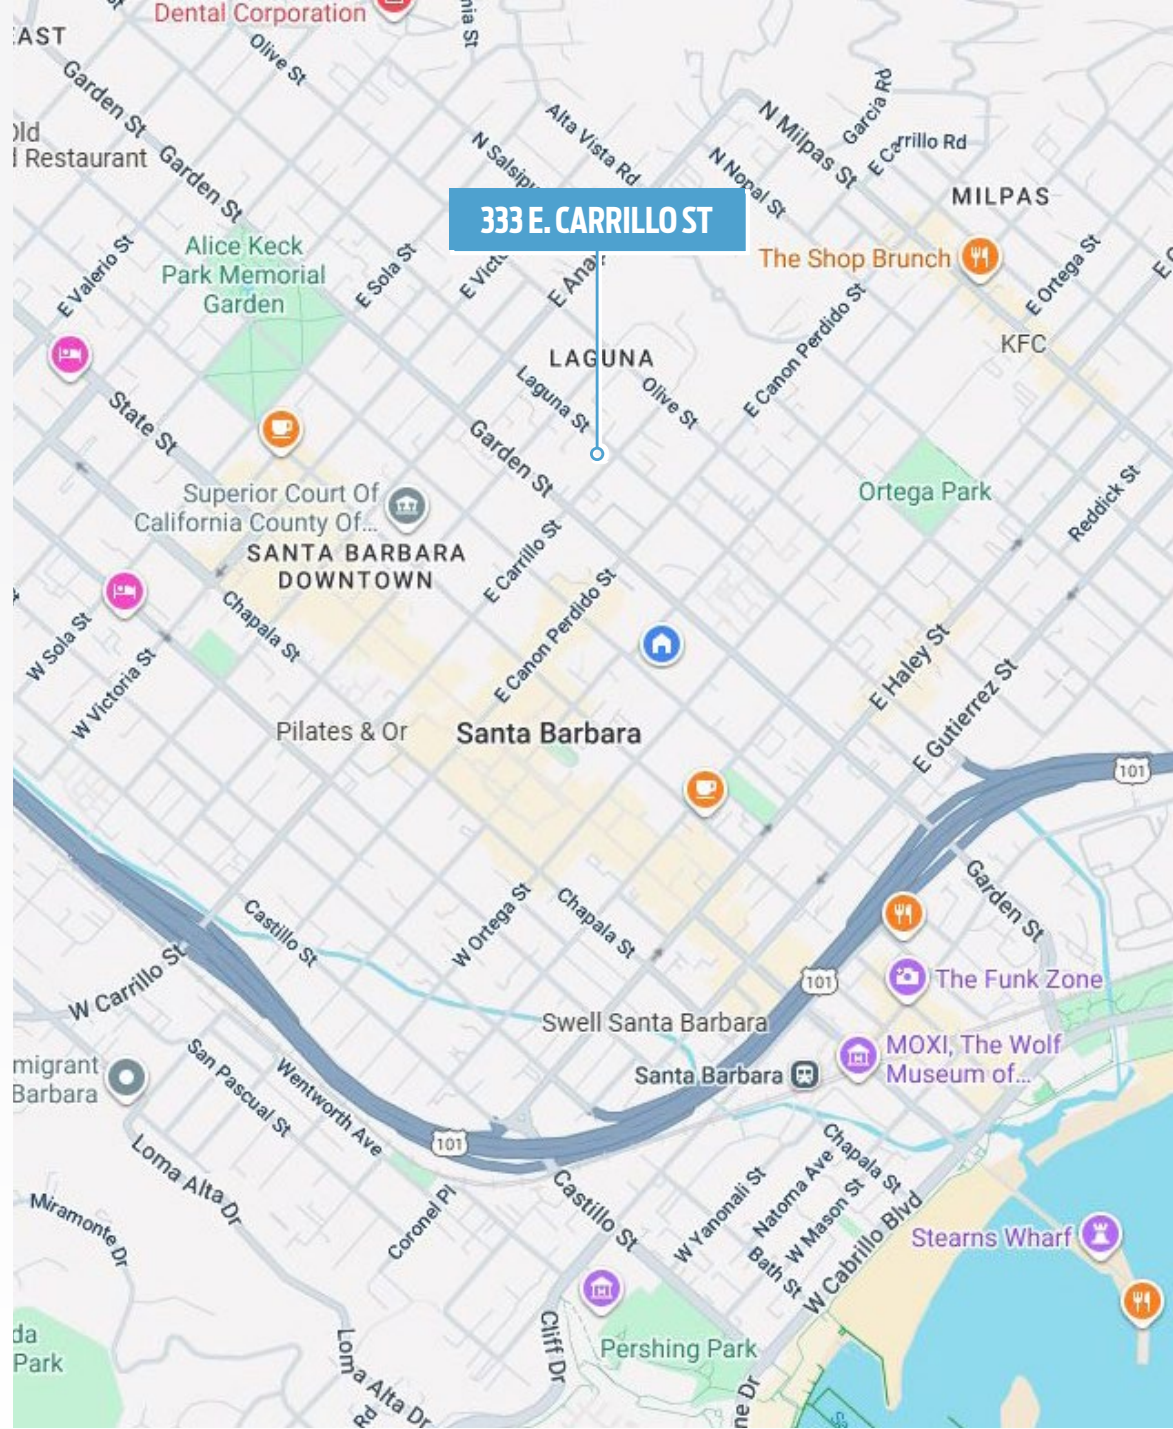 Dental Corporation
Olive St
Garden St
Garden St
Restaurant
Alta Vista Rd
N Milpas St
Garcia Rd
E Carrillo Rd
N Nopal St
MILPAS
333 E. CARRILLO ST
The Shop Brunch
E Valerio St
Alice Keck
Park Memorial
Garden
E Sola St
E Ortega St
KFC
LAGUNA
E Canon Perdido St
Laguna St
Olive St
State St
Garden St
Superior Court Of
California County Of...
SANTA BARBARA
DOWNTOWN
Ortega Park
Reddick St
E Carrillo St
E Canon Perdido St
Chapala St
W Sola St
W Victoria St
E Haley St
E Gutierrez St
Pilates & Or
Santa Barbara
101
Garden St
Castillo St
W Ortega St
Chapala St
W Carrillo St
101
The Funk Zone
Swell Santa Barbara
MOXI, The Wolf
Museum of...
Santa Barbara
migrant
Barbara
San Pascual St
Wentworth Ave
101
Loma Alta Dr
Miramonte Dr
Coronel Pl
Castillo St
W Yanonali St
Natoma Ave
Chapala St
W Mason St
Bath St
W Cabrillo Blvd
Stearns Wharf
Cliff Dr
Pershing Park
da
Park
Loma Alta Dr
Rd
ne Dr